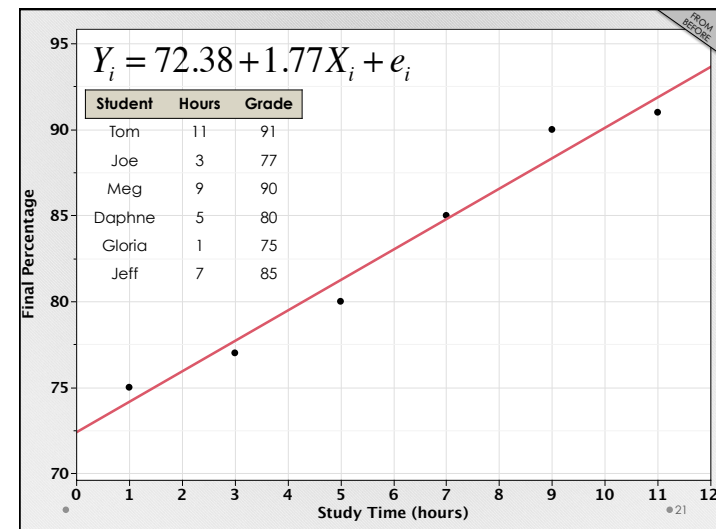 FROM
BEFORE
Yᵢ = 72.38+1.77Xᵢ + eᵢ
Student Hours Grade
Tom 11 91
Joe 3 77
Meg 9 90
Daphne 5 80
Gloria 1 75
Jeff 7 85
Final Percentage
95
90
85
80
75
70
0 1 2 3 4 5 6 7 8 9 10 11 12
Study Time (hours)
21